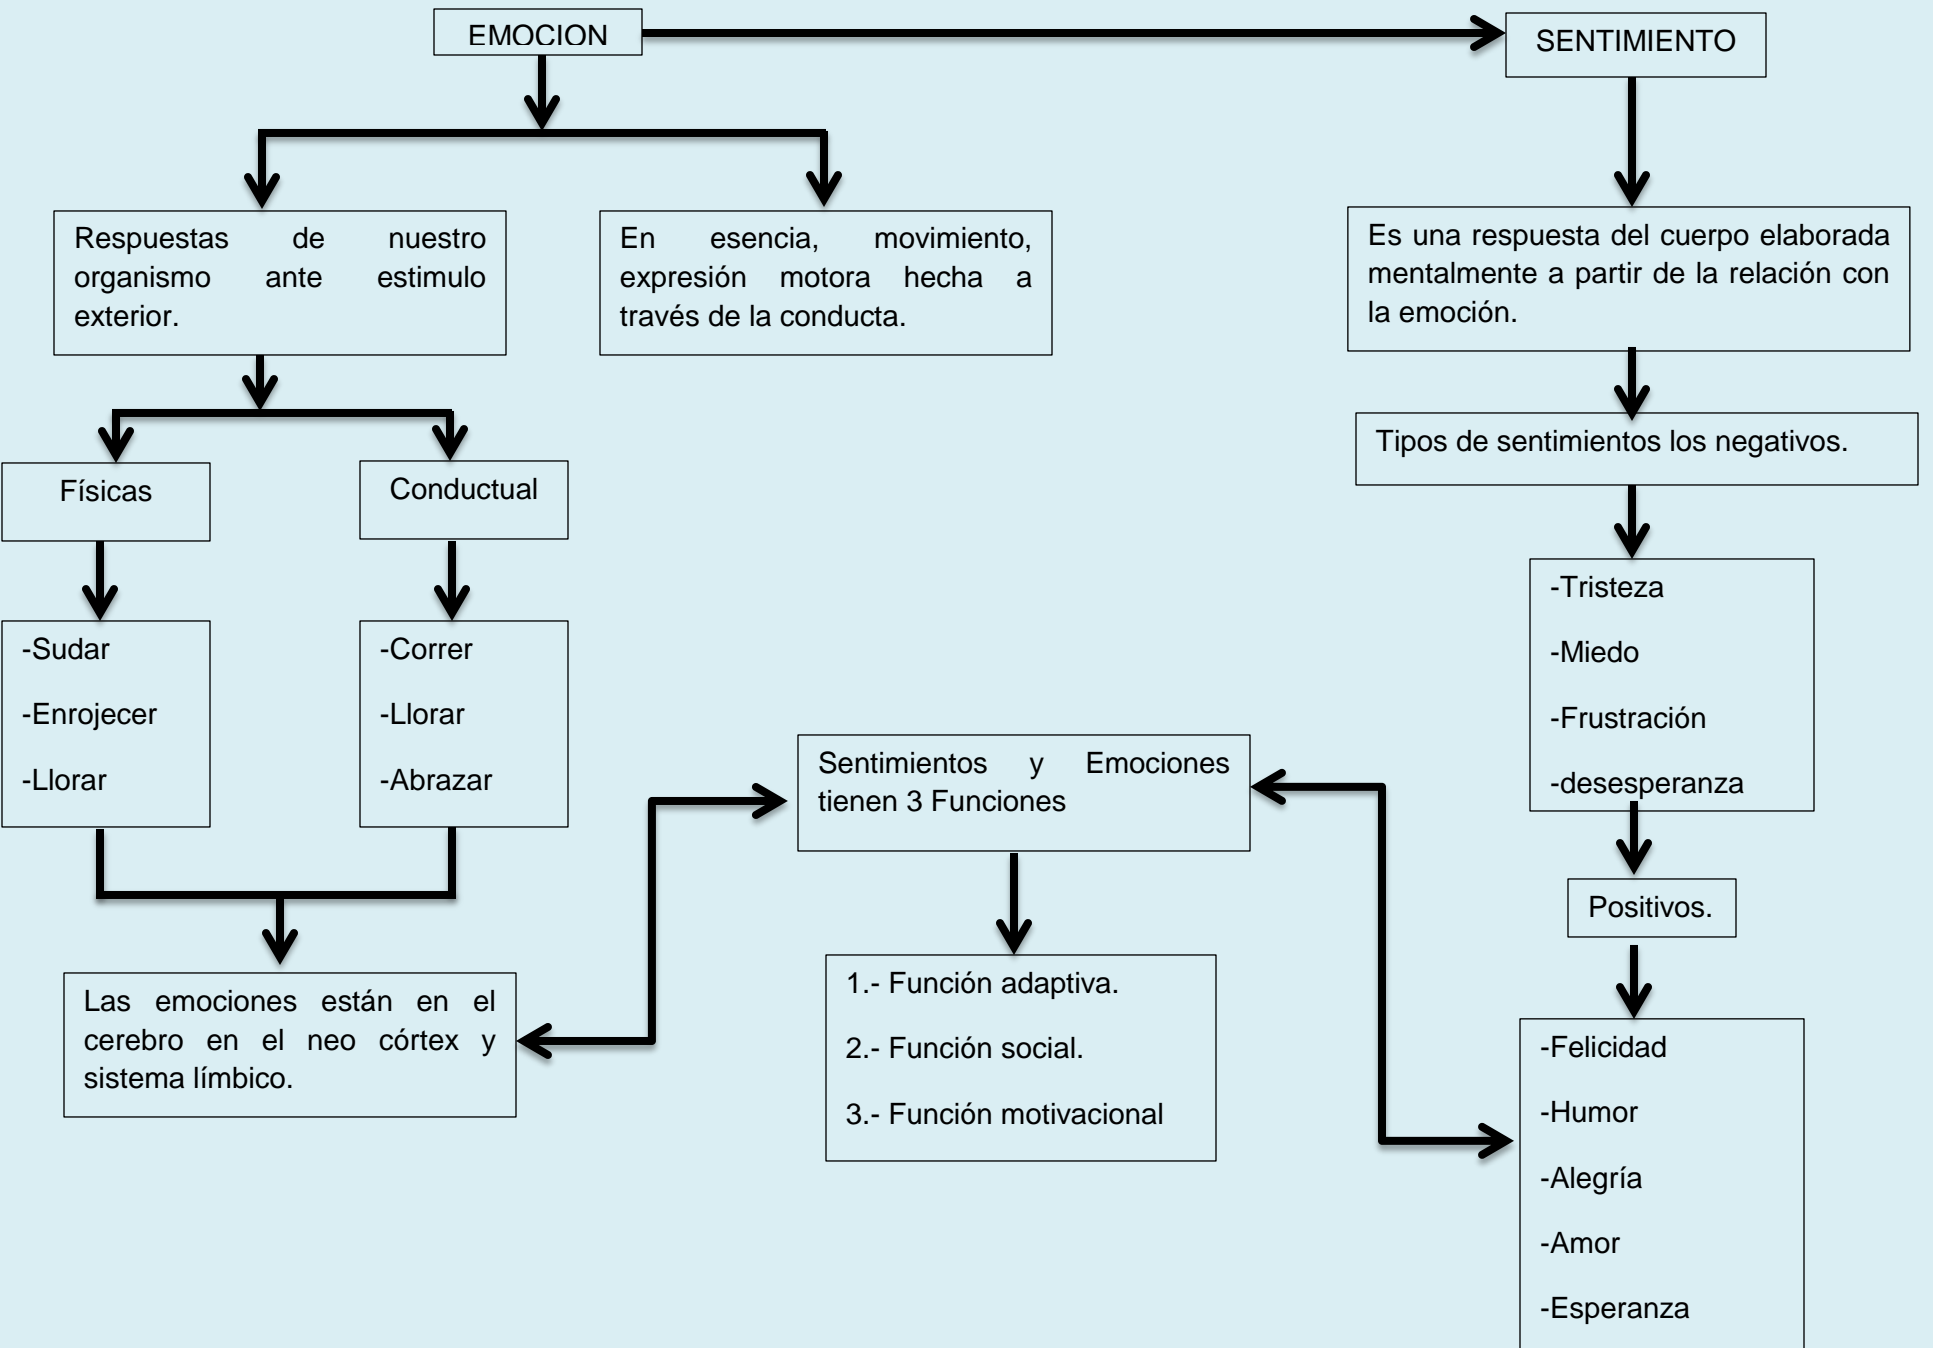 EMOCION
SENTIMIENTO
Respuestas de nuestro
organismo ante estimulo
exterior.
En esencia, movimiento,
expresión motora hecha a
través de la conducta.
Es una respuesta del cuerpo elaborada
mentalmente a partir de la relación con
la emoción.
Tipos de sentimientos los negativos.
Físicas
Conductual
-Tristeza
-Miedo
-Frustración
-desesperanza
-Sudar
-Enrojecer
-Llorar
-Correr
-Llorar
-Abrazar
Sentimientos y Emociones
tienen 3 Funciones
Positivos.
Las emociones están en el
cerebro en el neo córtex y
sistema límbico.
1.- Función adaptiva.
2.- Función social.
3.- Función motivacional
-Felicidad
-Humor
-Alegría
-Amor
-Esperanza